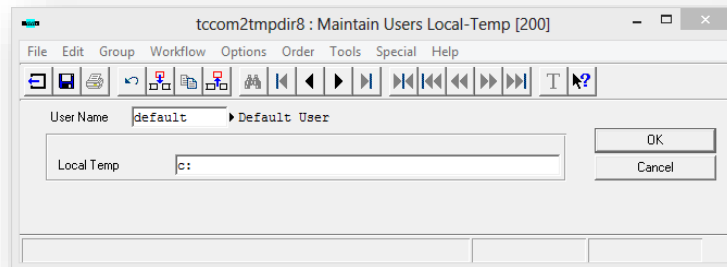 tccom2tmpdir8 : Maintain Users Local-Temp [200]
File Edit Group Workflow Options Order Tools Special Help
T ?
User Name default Default User
OK
Local Temp c:
Cancel